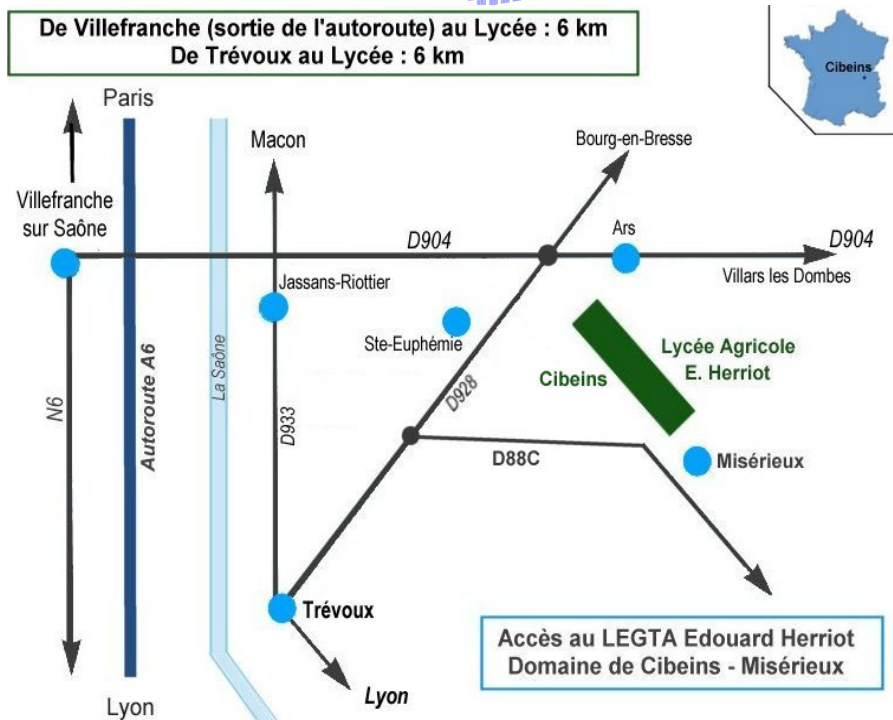 De Villefranche (sortie de l'autoroute) au Lycée : 6 km
De Trévoux au Lycée : 6 km
Cibeins
Paris
Macon
Bourg-en-Bresse
Villefranche
sur Saône
D904
Ars
D904
Villars les Dombes
Jassans-Riottier
Ste-Euphémie
Lycée Agricole
E. Herriot
Cibeins
La Saône
Autoroute A6
N6
D933
D928
D88C
Misérieux
Trévoux
Lyon
Lyon
Accès au LEGTA Edouard Herriot
Domaine de Cibeins - Misérieux